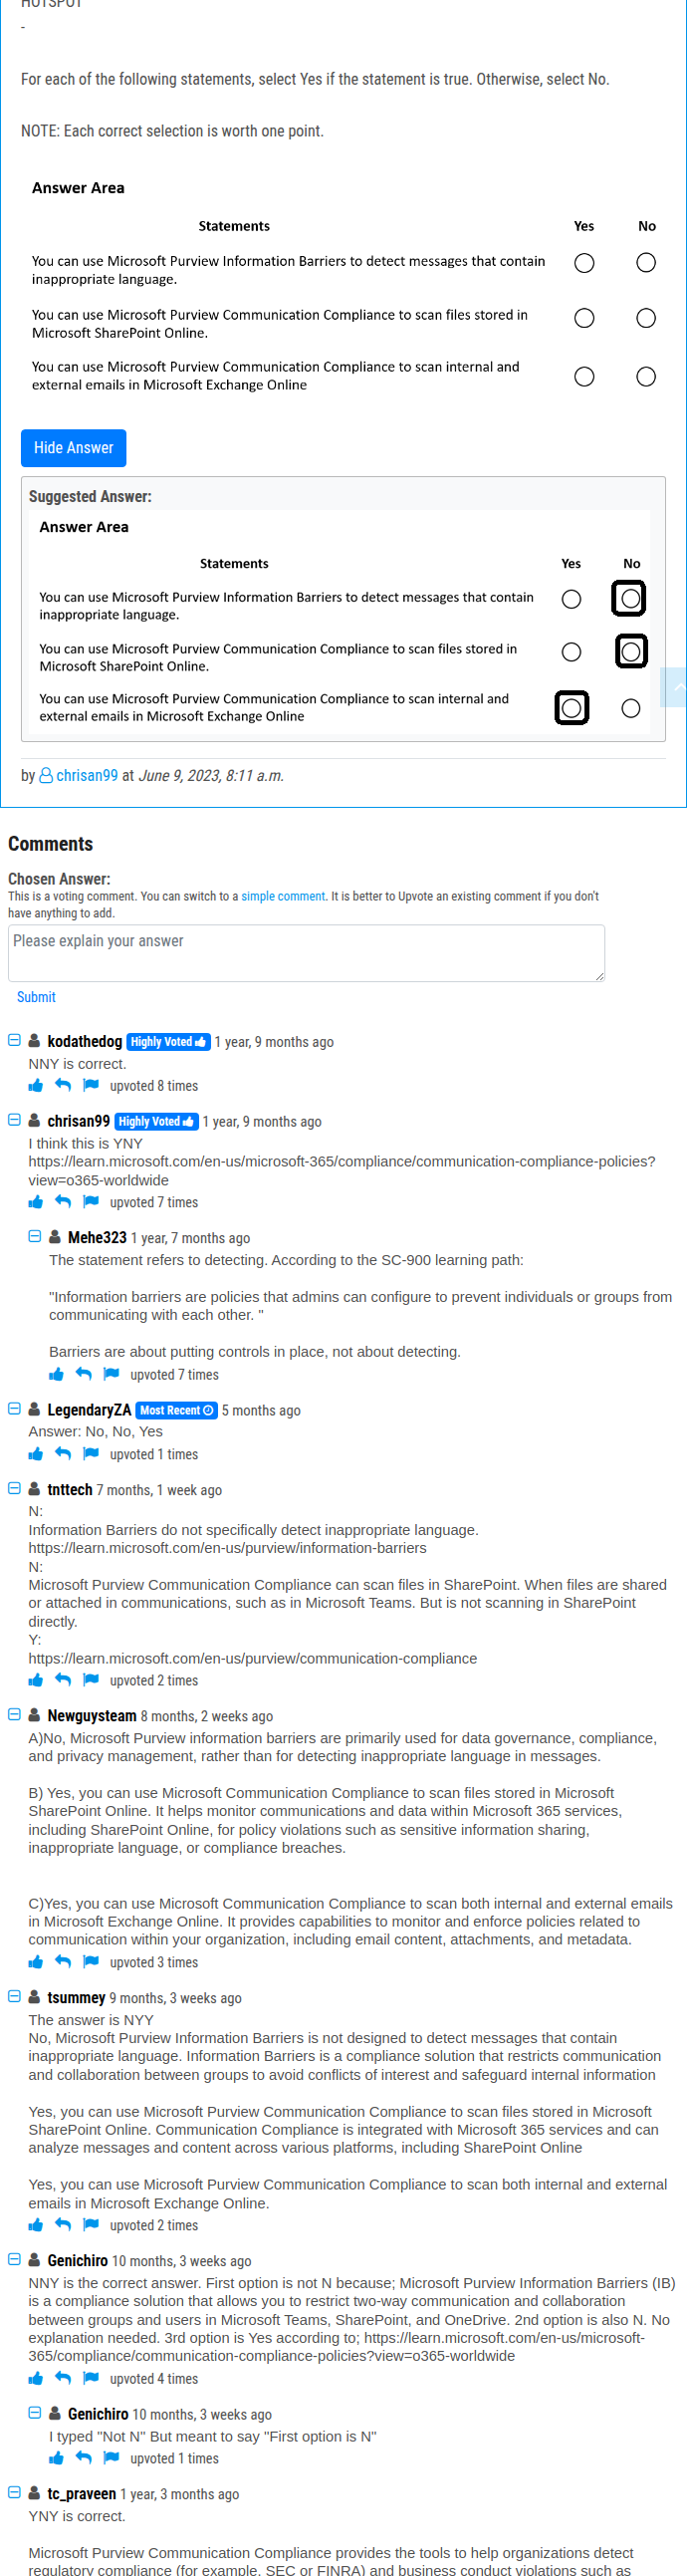 HOTSPOT
-
For each of the following statements, select Yes if the statement is true. Otherwise, select No.
NOTE: Each correct selection is worth one point.
Answer Area
Statements Yes No
You can use Microsoft Purview Information Barriers to detect messages that contain
inappropriate language.
You can use Microsoft Purview Communication Compliance to scan files stored in
Microsoft SharePoint Online.
You can use Microsoft Purview Communication Compliance to scan internal and
external emails in Microsoft Exchange Online
Hide Answer
Suggested Answer:
Answer Area
Statements Yes No
You can use Microsoft Purview Information Barriers to detect messages that contain
inappropriate language.
You can use Microsoft Purview Communication Compliance to scan files stored in
Microsoft SharePoint Online.
You can use Microsoft Purview Communication Compliance to scan internal and
external emails in Microsoft Exchange Online
by chrisan99 at June 9, 2023, 8:11 a.m.
Comments
Chosen Answer:
This is a voting comment. You can switch to a simple comment. It is better to Upvote an existing comment if you don't
have anything to add.
Please explain your answer
Submit
kodathedog Highly Voted 1 year, 9 months ago
NNY is correct.
upvoted 8 times
chrisan99 Highly Voted 1 year, 9 months ago
I think this is YNY
https://learn.microsoft.com/en-us/microsoft-365/compliance/communication-compliance-policies?
view=o365-worldwide
upvoted 7 times
Mehe323 1 year, 7 months ago
The statement refers to detecting. According to the SC-900 learning path:
"Information barriers are policies that admins can configure to prevent individuals or groups from
communicating with each other. "
Barriers are about putting controls in place, not about detecting.
upvoted 7 times
LegendaryZA Most Recent 5 months ago
Answer: No, No, Yes
upvoted 1 times
tnttech 7 months, 1 week ago
N:
Information Barriers do not specifically detect inappropriate language.
https://learn.microsoft.com/en-us/purview/information-barriers
N:
Microsoft Purview Communication Compliance can scan files in SharePoint. When files are shared
or attached in communications, such as in Microsoft Teams. But is not scanning in SharePoint
directly.
Y:
https://learn.microsoft.com/en-us/purview/communication-compliance
upvoted 2 times
Newguysteam 8 months, 2 weeks ago
A)No, Microsoft Purview information barriers are primarily used for data governance, compliance,
and privacy management, rather than for detecting inappropriate language in messages.
B) Yes, you can use Microsoft Communication Compliance to scan files stored in Microsoft
SharePoint Online. It helps monitor communications and data within Microsoft 365 services,
including SharePoint Online, for policy violations such as sensitive information sharing,
inappropriate language, or compliance breaches.
C)Yes, you can use Microsoft Communication Compliance to scan both internal and external emails
in Microsoft Exchange Online. It provides capabilities to monitor and enforce policies related to
communication within your organization, including email content, attachments, and metadata.
upvoted 3 times
tsummey 9 months, 3 weeks ago
The answer is NYY
No, Microsoft Purview Information Barriers is not designed to detect messages that contain
inappropriate language. Information Barriers is a compliance solution that restricts communication
and collaboration between groups to avoid conflicts of interest and safeguard internal information
Yes, you can use Microsoft Purview Communication Compliance to scan files stored in Microsoft
SharePoint Online. Communication Compliance is integrated with Microsoft 365 services and can
analyze messages and content across various platforms, including SharePoint Online
Yes, you can use Microsoft Purview Communication Compliance to scan both internal and external
emails in Microsoft Exchange Online.
upvoted 2 times
Genichiro 10 months, 3 weeks ago
NNY is the correct answer. First option is not N because; Microsoft Purview Information Barriers (IB)
is a compliance solution that allows you to restrict two-way communication and collaboration
between groups and users in Microsoft Teams, SharePoint, and OneDrive. 2nd option is also N. No
explanation needed. 3rd option is Yes according to; https://learn.microsoft.com/en-us/microsoft-
365/compliance/communication-compliance-policies?view=o365-worldwide
upvoted 4 times
Genichiro 10 months, 3 weeks ago
I typed "Not N" But meant to say "First option is N"
upvoted 1 times
tc_praveen 1 year, 3 months ago
YNY is correct.
Microsoft Purview Communication Compliance provides the tools to help organizations detect
regulatory compliance (for example, SEC or FINRA) and business conduct violations such as